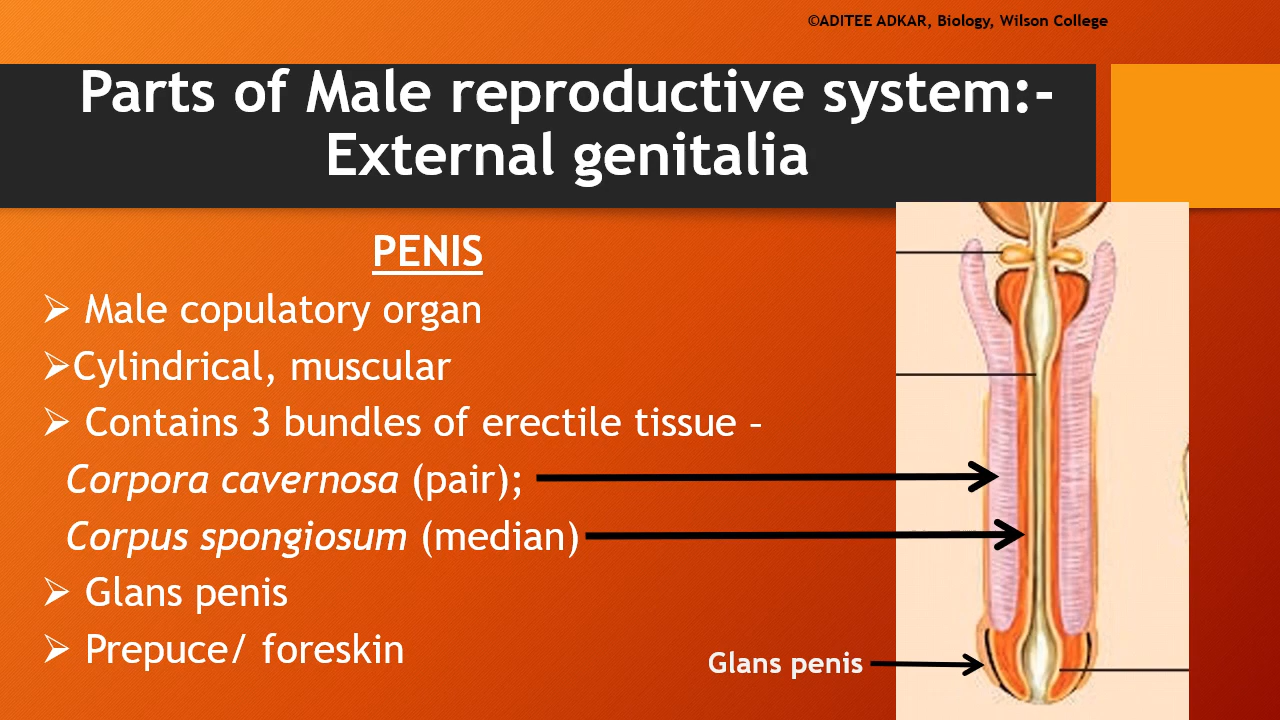 ©ADITEE ADKAR, Biology, Wilson College
Parts of Male reproductive system:-
External genitalia
PENIS
➢ Male copulatory organ
➢Cylindrical, muscular
➢ Contains 3 bundles of erectile tissue –
Corpora cavernosa (pair);
Corpus spongiosum (median)
➢ Glans penis
➢ Prepuce/ foreskin
Glans penis